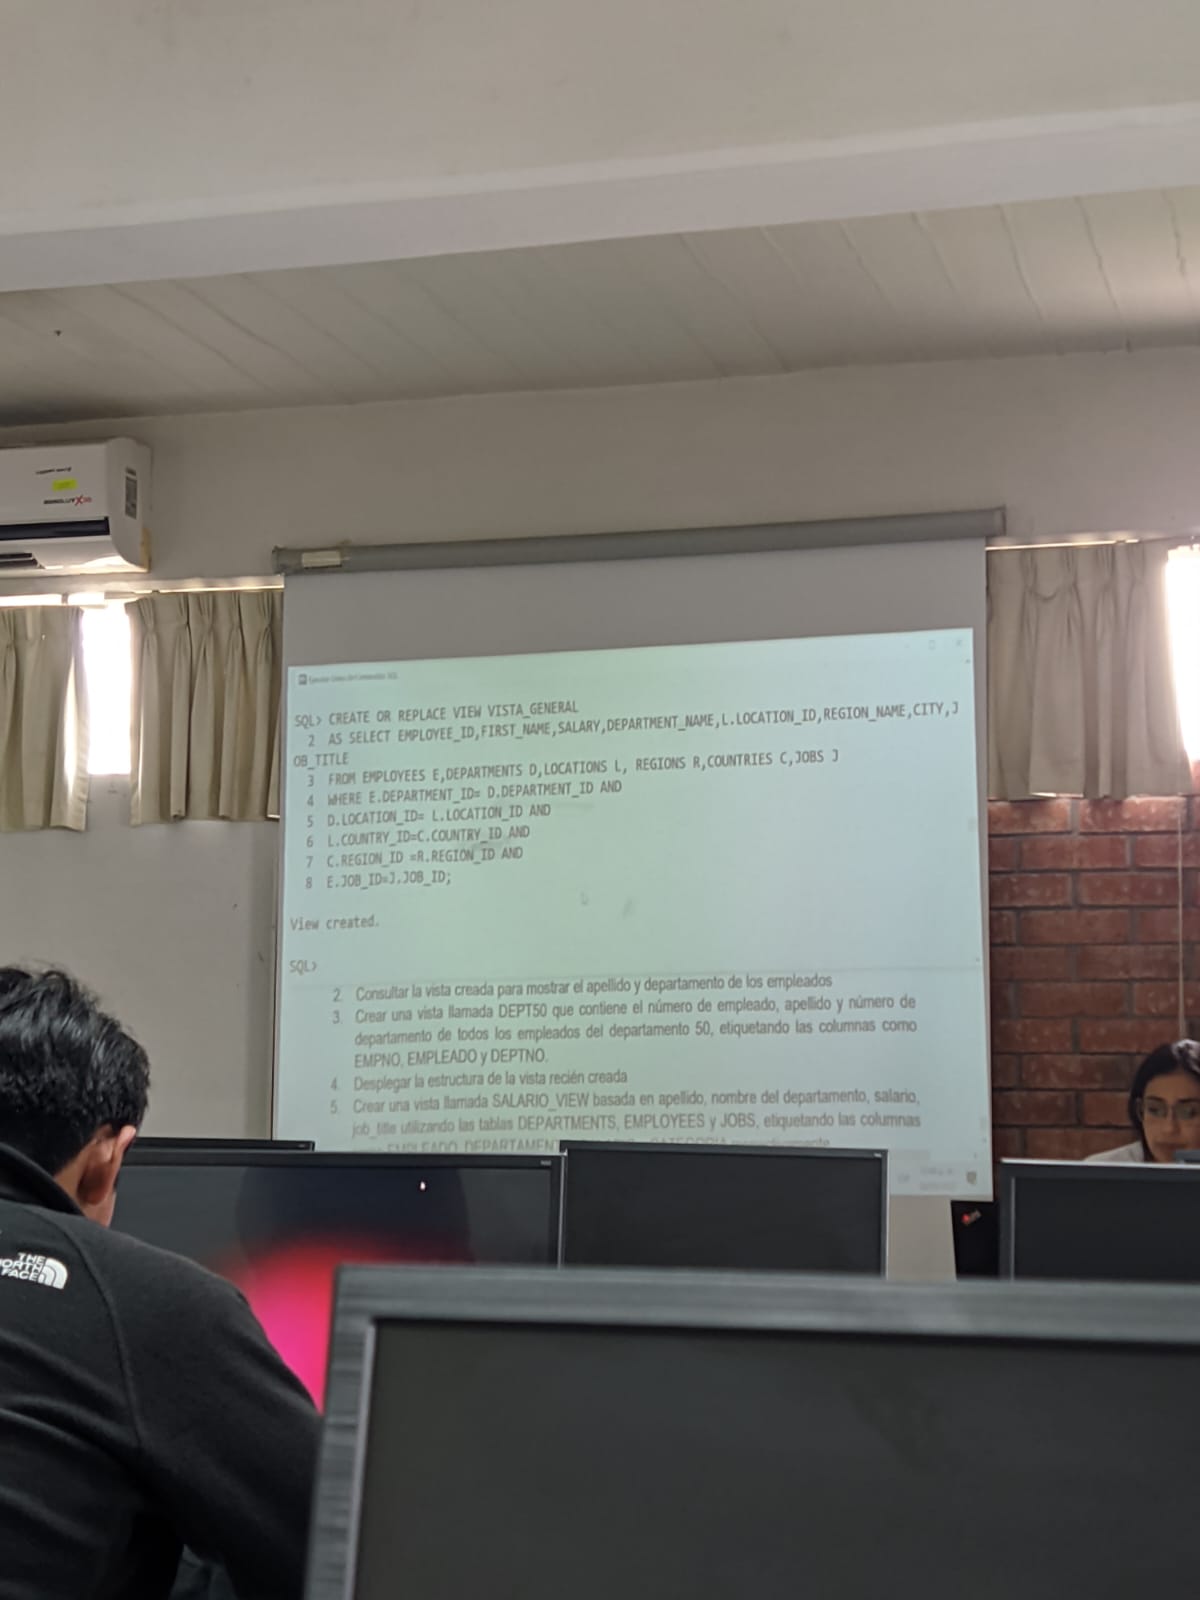 SQL> CREATE OR REPLACE VIEW VISTA_GENERAL
2 AS SELECT EMPLOYEE_ID,FIRST_NAME,SALARY,DEPARTMENT_NAME,L.LOCATION_ID,REGION_NAME,CITY,J
OB_TITLE
3 FROM EMPLOYEES E,DEPARTMENTS D,LOCATIONS L, REGIONS R,COUNTRIES C,JOBS J
4 WHERE E.DEPARTMENT_ID= D.DEPARTMENT_ID AND
5 D.LOCATION_ID= L.LOCATION_ID AND
6 L.COUNTRY_ID=C.COUNTRY_ID AND
7 C.REGION_ID =R.REGION_ID AND
8 E.JOB_ID=J.JOB_ID;
View created.
SQL>
2. Consultar la vista creada para mostrar el apellido y departamento de los empleados
3. Crear una vista llamada DEPT50 que contiene el número de empleado, apellido y número de
departamento de todos los empleados del departamento 50, etiquetando las columnas como
EMPNO, EMPLEADO y DEPTNO.
4. Desplegar la estructura de la vista recién creada
5. Crear una vista llamada SALARIO_VIEW basada en apellido, nombre del departamento, salario,
job_title utilizando las tablas DEPARTMENTS, EMPLOYEES y JOBS, etiquetando las columnas
THE
NORTH
FACE